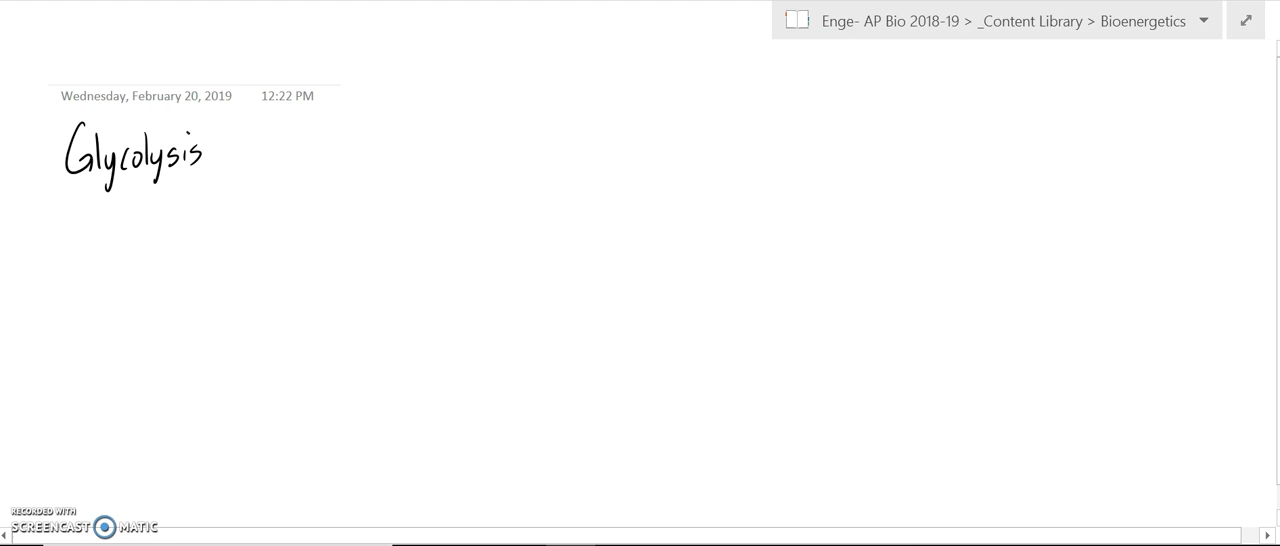 Enge- AP Bio 2018-19 > _Content Library > Bioenergetics
Wednesday, February 20, 2019 12:22 PM
Glycolysis
RECORDED WITH
SCREENCAST MATIC